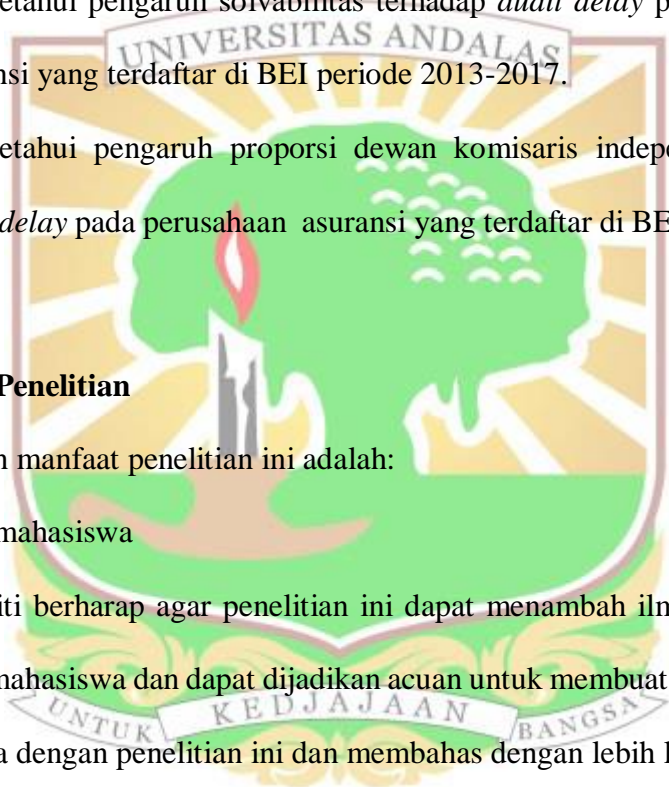 etahui pengaruh solvabilitas terhadap audit delay p
UNIVERSITAS ANDALAS
nsi yang terdaftar di BEI periode 2013-2017.
etahui pengaruh proporsi dewan komisaris indepe
delay pada perusahaan asuransi yang terdaftar di BE
Penelitian
n manfaat penelitian ini adalah:
mahasiswa
iti berharap agar penelitian ini dapat menambah iln
mahasiswa dan dapat dijadikan acuan untuk membuat
UNTUK KEDJAJAAN BANGSA
a dengan penelitian ini dan membahas dengan lebih l